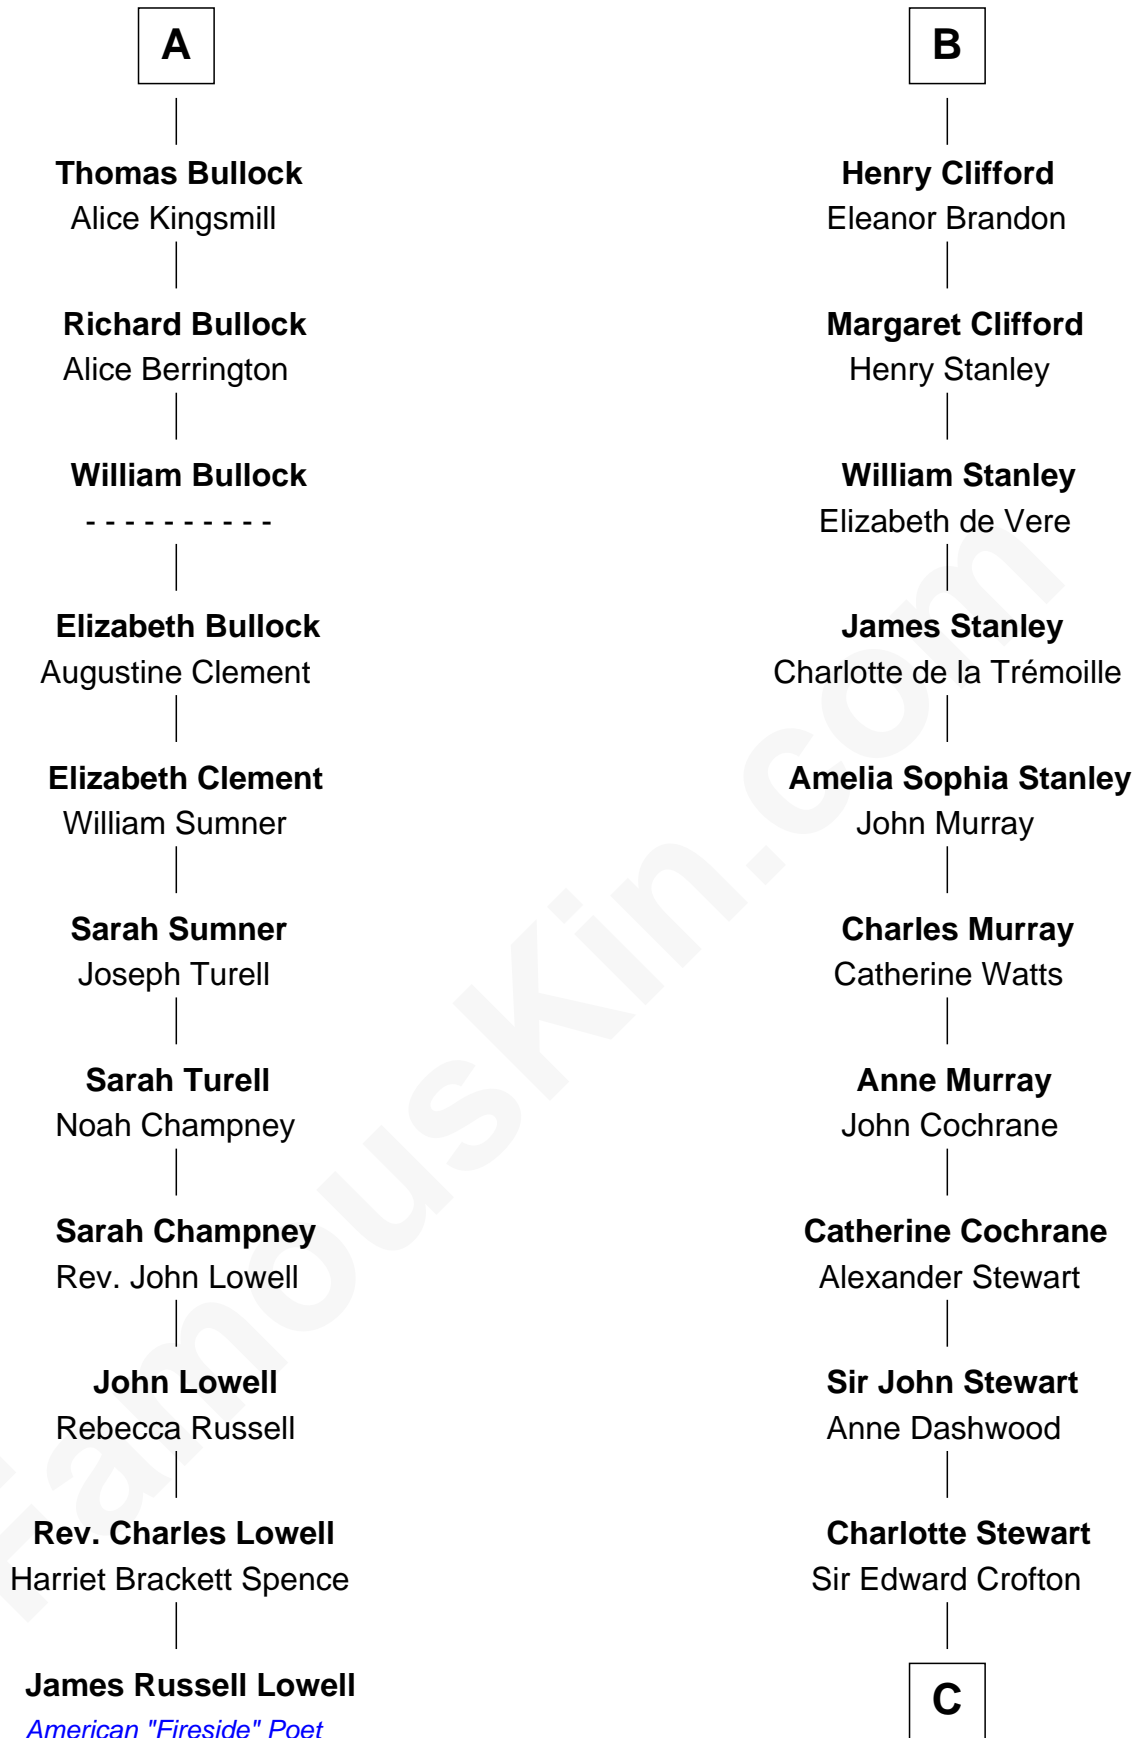 A
Thomas Bullock
Alice Kingsmill
Richard Bullock
Alice Berrington
William Bullock
- - - - - - - - - -
Elizabeth Bullock
Augustine Clement
Elizabeth Clement
William Sumner
Sarah Sumner
Joseph Turell
Sarah Turell
Noah Champney
Sarah Champney
Rev. John Lowell
John Lowell
Rebecca Russell
Rev. Charles Lowell
Harriet Brackett Spence
James Russell Lowell
American "Fireside" Poet
B
Henry Clifford
Eleanor Brandon
Margaret Clifford
Henry Stanley
William Stanley
Elizabeth de Vere
James Stanley
Charlotte de la Trémoille
Amelia Sophia Stanley
John Murray
Charles Murray
Catherine Watts
Anne Murray
John Cochrane
Catherine Cochrane
Alexander Stewart
Sir John Stewart
Anne Dashwood
Charlotte Stewart
Sir Edward Crofton
C
FamousKin.com